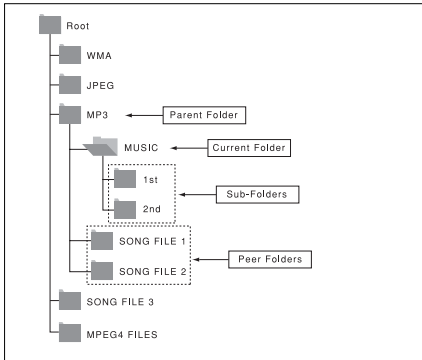 Root
WMA
JPEG
MP3
Parent Folder
MUSIC
Current Folder
1st
Sub-Folders
2nd
SONG FILE 1
Peer Folders
SONG FILE 2
SONG FILE 3
MPEG4 FILES